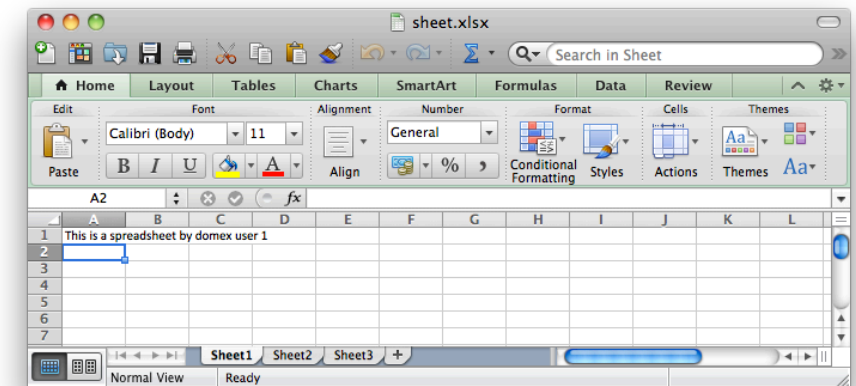 sheet.xlsx
Search in Sheet
Home Layout Tables Charts SmartArt Formulas Data Review
Edit Font Alignment Number Format Cells Themes
Calibri (Body) 11 General
B I U A % , Aa
Paste Align Conditional Formatting Styles Actions Themes Aa
A2 fx
A B C D E F G H I J K L
1 This is a spreadsheet by domex user 1
2
3
4
5
6
7
Sheet1 Sheet2 Sheet3 +
Normal View Ready